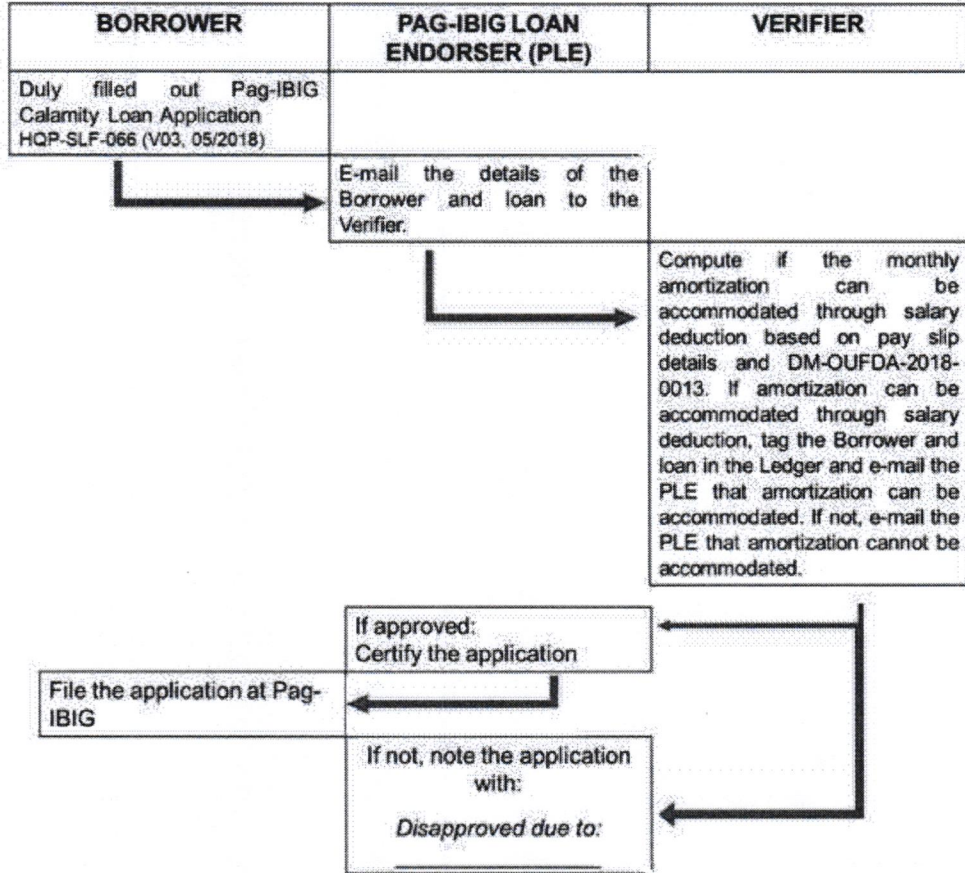 BORROWER
PAG-IBIG LOAN
ENDORSER (PLE)
VERIFIER
Duly filled out Pag-IBIG
Calamity Loan Application
HQP-SLF-066 (V03, 05/2018)
E-mail the details of the
Borrower and loan to the
Verifier.
Compute if the monthly
amortization can be
accommodated through salary
deduction based on pay slip
details and DM-OUFDA-2018-
0013. If amortization can be
accommodated through salary
deduction, tag the Borrower and
loan in the Ledger and e-mail the
PLE that amortization can be
accommodated. If not, e-mail the
PLE that amortization cannot be
accommodated.
If approved:
Certify the application
File the application at Pag-
IBIG
If not, note the application
with:
Disapproved due to: